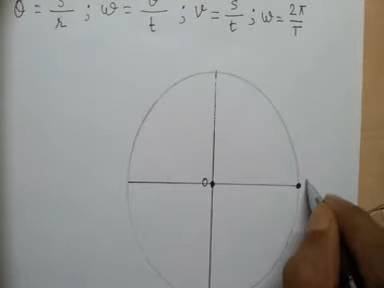 θ = s/r ; ω = θ/t ; v = s/t ; ω = 2π/T
O